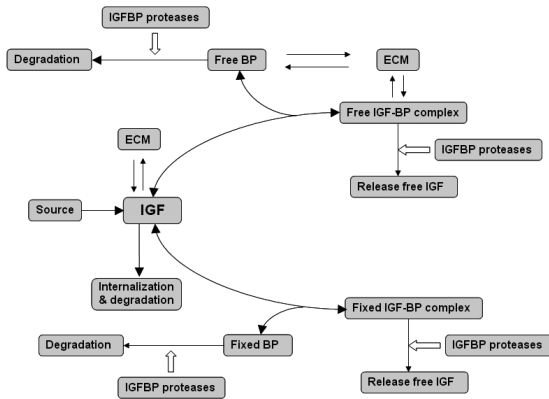 IGFBP proteases
Degradation
Free BP
ECM
Free IGF-BP complex
ECM
IGFBP proteases
Release free IGF
Source
IGF
Internalization
& degradation
Fixed IGF-BP complex
Degradation
Fixed BP
IGFBP proteases
IGFBP proteases
Release free IGF